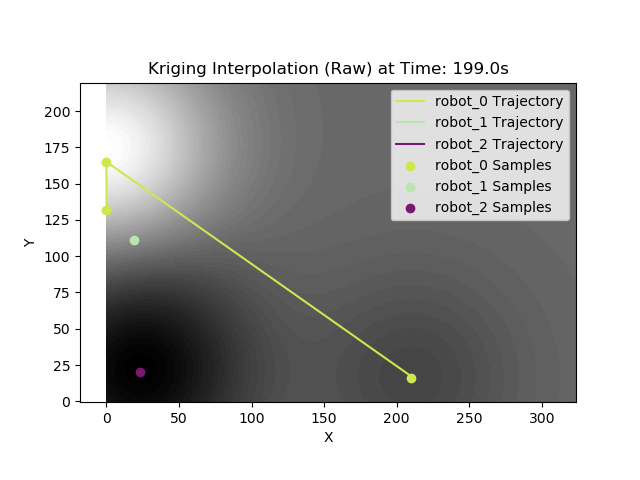 Kriging Interpolation (Raw) at Time: 199.0s
robot_0 Trajectory
robot_1 Trajectory
robot_2 Trajectory
robot_0 Samples
robot_1 Samples
robot_2 Samples
200
175
150
125
100
75
50
25
0
Y
0 50 100 150 200 250 300
X